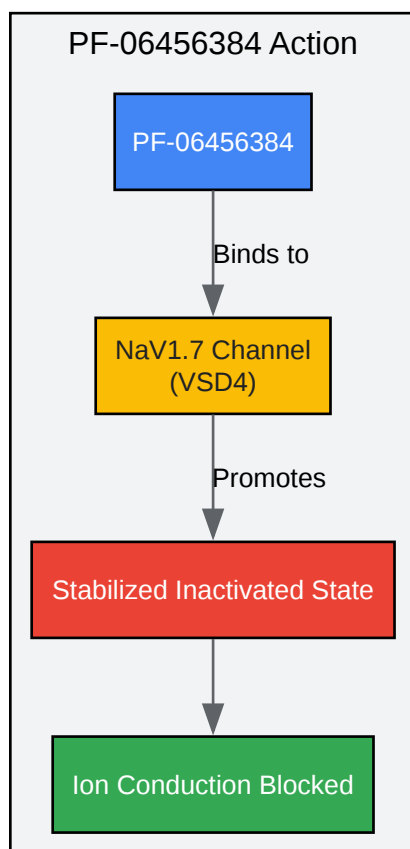 PF-06456384 Action
PF-06456384
Binds to
NaV1.7 Channel
(VSD4)
Promotes
Stabilized Inactivated State
Ion Conduction Blocked